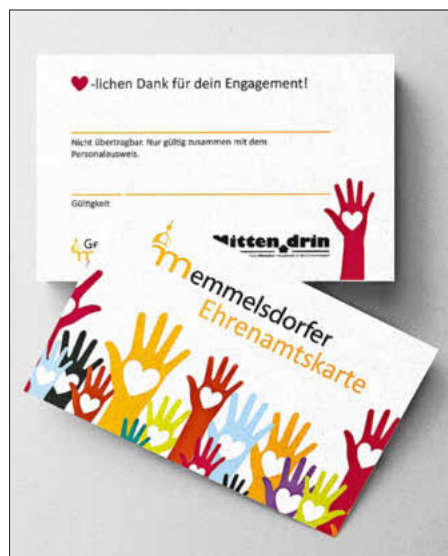 -lichen Dank für dein Engagement!
Nicht übertragbar. Nur gültig zusammen mit dem
Personalausweis.
Gültigkeit
Mitten drin
memmelsdorfer
Ehrenamtskarte